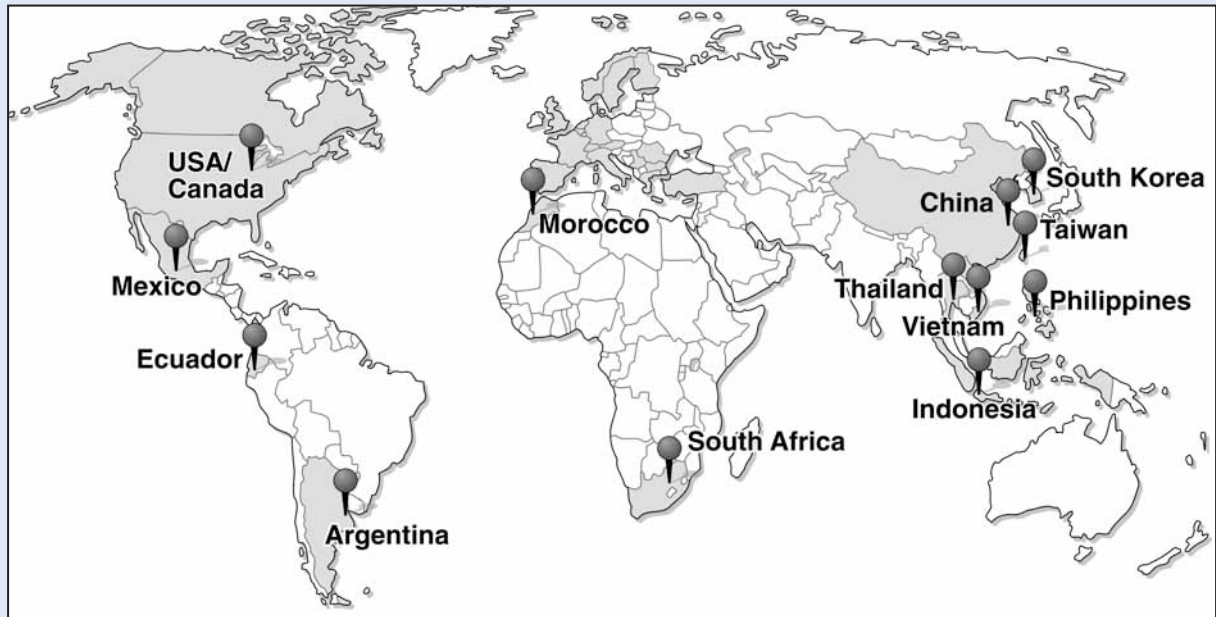 USA/
Canada
Mexico
Ecuador
Argentina
Morocco
South Africa
South Korea
China
Taiwan
Thailand
Philippines
Vietnam
Indonesia